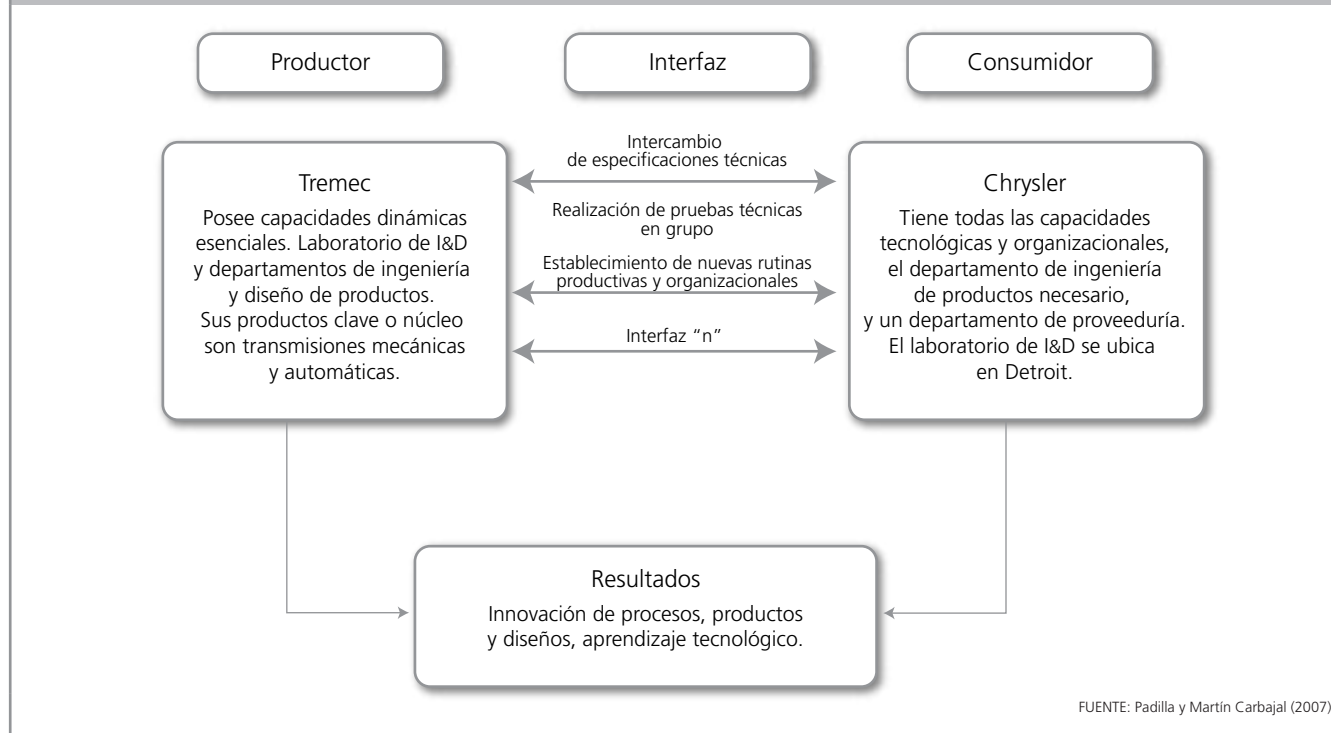 Productor
Interfaz
Consumidor
Tremec
Posee capacidades dinámicas
esenciales. Laboratorio de I&D
y departamentos de ingeniería
y diseño de productos.
Sus productos clave o núcleo
son transmisiones mecánicas
y automáticas.
Intercambio
de especificaciones técnicas
Realización de pruebas técnicas
en grupo
Establecimiento de nuevas rutinas
productivas y organizacionales
Interfaz “n”
Chrysler
Tiene todas las capacidades
tecnológicas y organizacionales,
el departamento de ingeniería
de productos necesario,
y un departamento de proveeduría.
El laboratorio de I&D se ubica
en Detroit.
Resultados
Innovación de procesos, productos
y diseños, aprendizaje tecnológico.
FUENTE: Padilla y Martín Carbajal (2007)